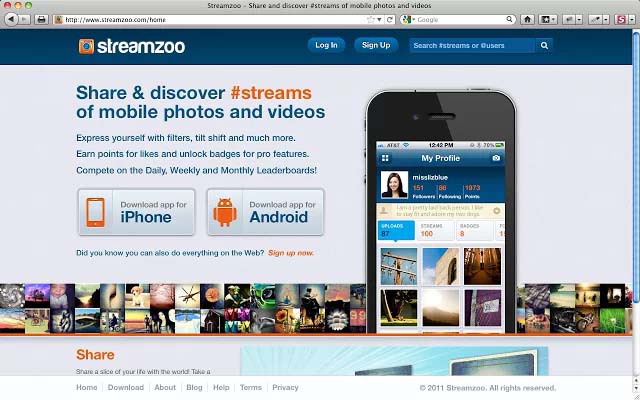 Streamzoo – Share and discover #streams of mobile photos and videos
http://www.streamzoo.com/home
Google
streamzoo
Log In
Sign Up
Search #streams or @users
Share & discover #streams
of mobile photos and videos
Express yourself with filters, tilt shift and much more.
Earn points for likes and unlock badges for pro features.
Compete on the Daily, Weekly and Monthly Leaderboards!
Download app for
iPhone
Download app for
Android
Did you know you can also do everything on the Web? Sign up now.
AT&T
12:42 PM
70%
My Profile
misslizblue
151 86 1973
Followers Following Points
I am a pretty laid back person. I like
to stay fit and adore my two dogs.
UPLOADS STREAMS BADGES
87 100 8
Share
Share a slice of your life with the world! Take a
Home Download About Blog Help Terms Privacy
© 2011 Streamzoo. All rights reserved.